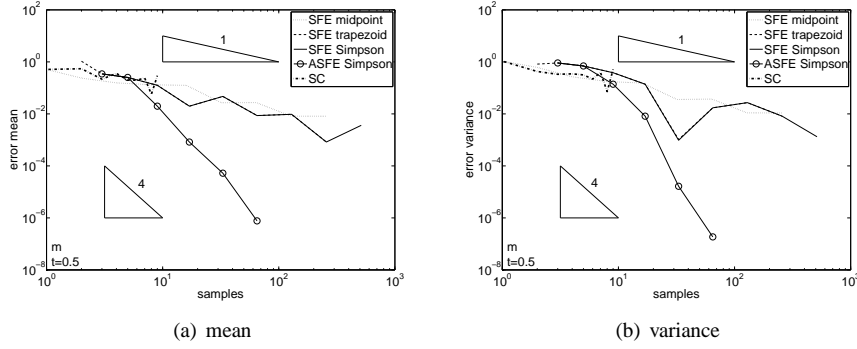 SFE midpoint
SFE trapezoid
SFE Simpson
ASFE Simpson
SC
1
4
10^2
10^0
10^-2
10^-4
10^-6
10^-8
error mean
m
t=0.5
10^0
10^1
10^2
10^3
samples
(a) mean
SFE midpoint
SFE trapezoid
SFE Simpson
ASFE Simpson
SC
1
4
10^2
10^0
10^-2
10^-4
10^-6
10^-8
error variance
m
t=0.5
10^0
10^1
10^2
10^3
samples
(b) variance